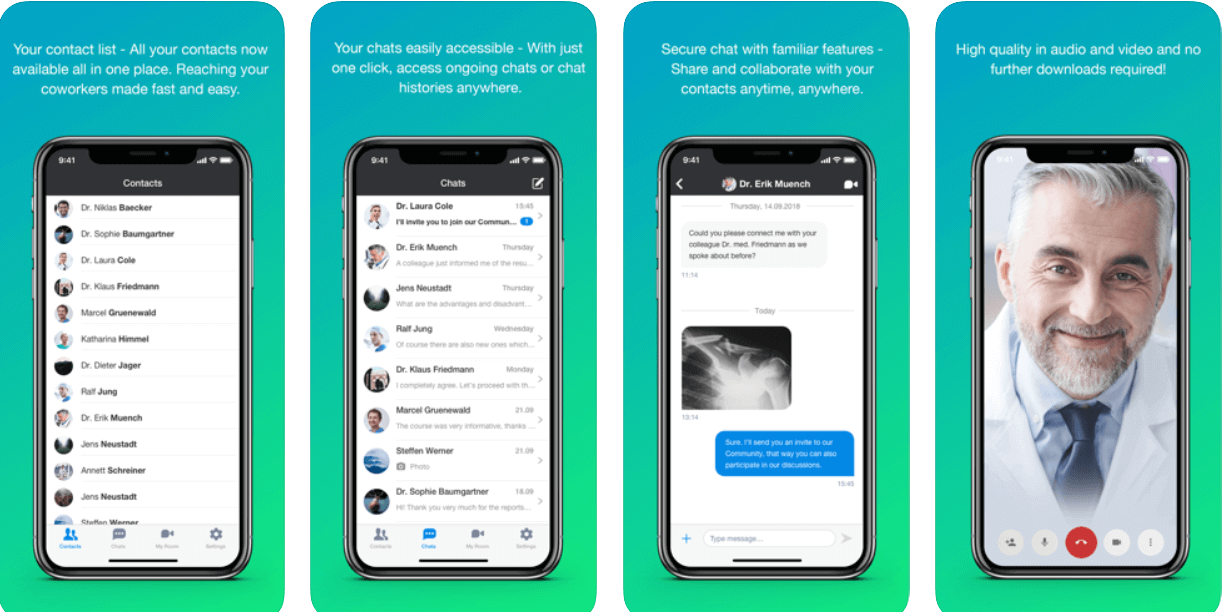 Your contact list - All your contacts now
available all in one place. Reaching your
coworkers made fast and easy.
9:41
Contacts
Dr. Niklas Baecker
Dr. Sophie Baumgartner
Dr. Laura Cole
Dr. Klaus Friedmann
Marcel Gruenewald
Katharina Himmel
Dr. Dieter Jager
Ralf Jung
Dr. Erik Muench
Jens Neustadt
Annett Schreiner
Jens Neustadt
Steffen Werner
Contacts Chats My Room Settings
Your chats easily accessible - With just
one click, access ongoing chats or chat
histories anywhere.
9:41
Chats
Dr. Laura Cole 15:45
I'll invite you to join our Commun... 1
Dr. Erik Muench Thursday
A colleague just informed me of the resu...
Jens Neustadt Thursday
What are the advantages and disadvant...
Ralf Jung Wednesday
Of course there are also new ones which...
Dr. Klaus Friedmann Monday
I completely agree. Let's proceed with th...
Marcel Gruenewald 21.09
The course was very informative, thanks ...
Steffen Werner 21.09
Photo
Dr. Sophie Baumgartner 18.09
Hi! Thank you very much for the reports...
Contacts Chats My Room Settings
Secure chat with familiar features -
Share and collaborate with your
contacts anytime, anywhere.
9:41
Dr. Erik Muench
Thursday, 14.09.2018
Could you please connect me with your
colleague Dr. med. Friedmann as we
spoke about before?
11:14
Today
13:14
Sure. I'll send you an invite to our
Community, that way you can also
participate in our discussions.
15:45
Type message...
High quality in audio and video and no
further downloads required!
9:41